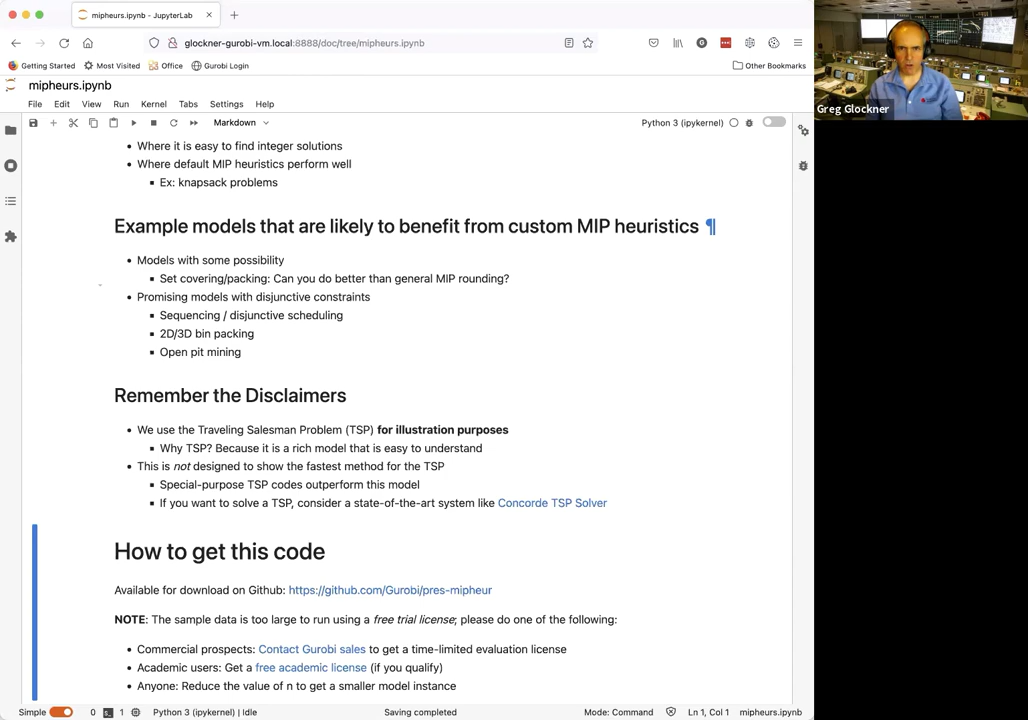 mipheurs.ipynb - JupyterLab
glockner-gurobi-vm.local:8888/doc/tree/mipheurs.ipynb
Getting Started Most Visited Office Gurobi Login Other Bookmarks
mipheurs.ipynb
File Edit View Run Kernel Tabs Settings Help
Markdown Python 3 (ipykernel)
Greg Glockner
Where it is easy to find integer solutions
Where default MIP heuristics perform well
Ex: knapsack problems
Example models that are likely to benefit from custom MIP heuristics ¶
Models with some possibility
Set covering/packing: Can you do better than general MIP rounding?
Promising models with disjunctive constraints
Sequencing / disjunctive scheduling
2D/3D bin packing
Open pit mining
Remember the Disclaimers
We use the Traveling Salesman Problem (TSP) for illustration purposes
Why TSP? Because it is a rich model that is easy to understand
This is not designed to show the fastest method for the TSP
Special-purpose TSP codes outperform this model
If you want to solve a TSP, consider a state-of-the-art system like Concorde TSP Solver
How to get this code
Available for download on Github: https://github.com/Gurobi/pres-mipheur
NOTE: The sample data is too large to run using a free trial license; please do one of the following:
Commercial prospects: Contact Gurobi sales to get a time-limited evaluation license
Academic users: Get a free academic license (if you qualify)
Anyone: Reduce the value of n to get a smaller model instance
Simple 0 1 Python 3 (ipykernel) | Idle Saving completed Mode: Command Ln 1, Col 1 mipheurs.ipynb